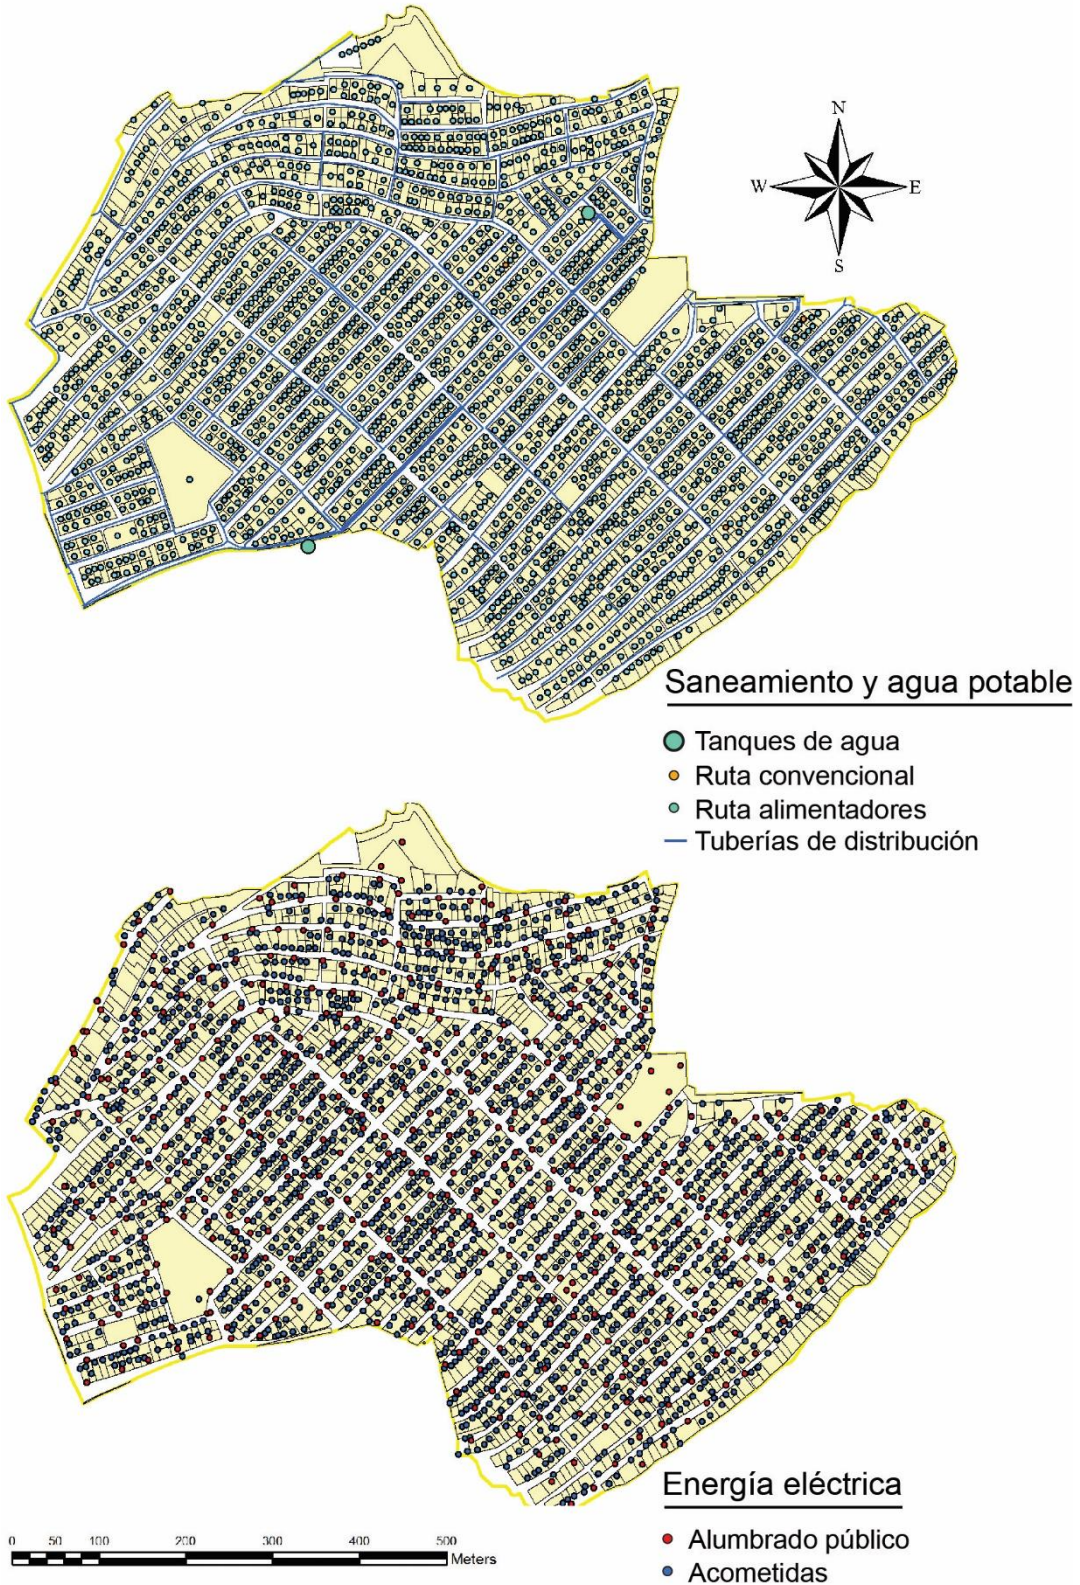 N
W E
S
Saneamiento y agua potable
Tanques de agua
Ruta convencional
Ruta alimentadores
Tuberías de distribución
Energía eléctrica
Alumbrado público
Acometidas
0 50 100 200 300 400 500
Meters